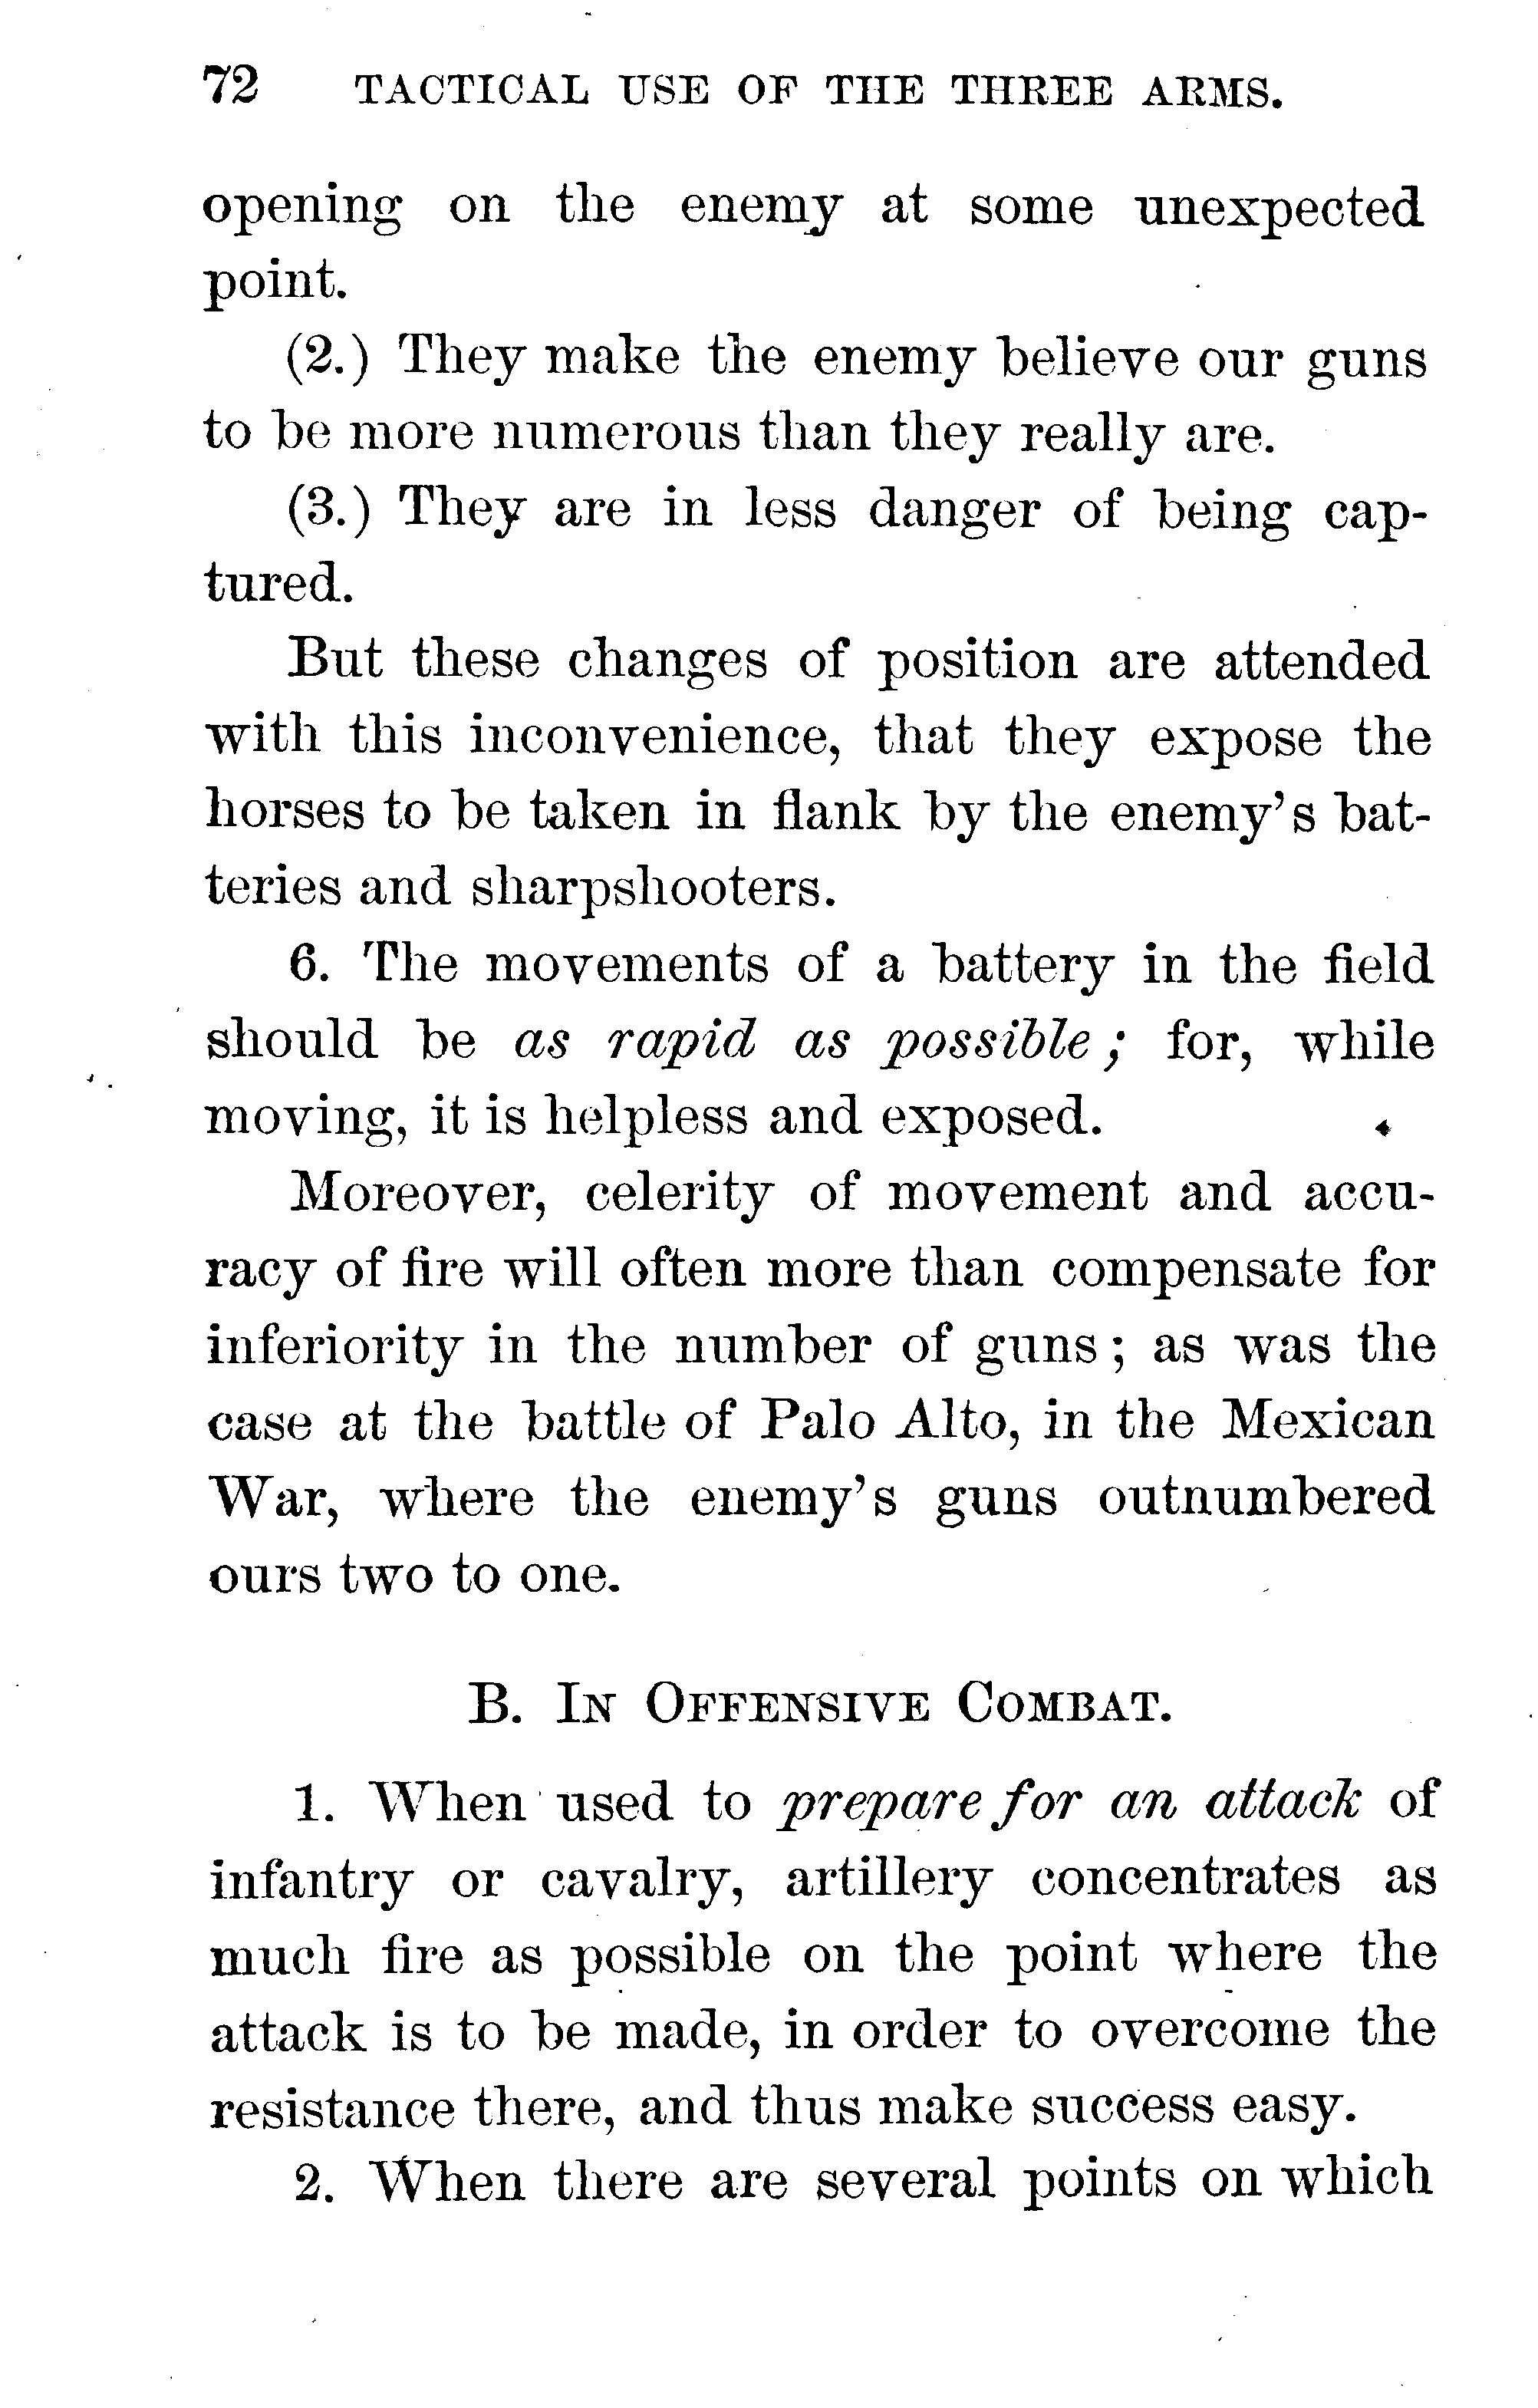 72 TACTICAL USE OF THE THREE ARMS.
opening on the enemy at some unexpected
point.
(2.) They make the enemy believe our guns
to be more numerous than they really are.
(3.) They are in less danger of being cap-
tured.
But these changes of position are attended
with this inconvenience, that they expose the
horses to be taken in flank by the enemy's bat-
teries and sharpshooters.
6. The movements of a battery in the field
should be as rapid as possible; for, while
moving, it is helpless and exposed.
Moreover, celerity of movement and accu-
racy of fire will often more than compensate for
inferiority in the number of guns; as was the
case at the battle of Palo Alto, in the Mexican
War, where the enemy's guns outnumbered
ours two to one.
B. IN OFFENSIVE COMBAT.
1. When used to prepare for an attack of
infantry or cavalry, artillery concentrates as
much fire as possible on the point where the
attack is to be made, in order to overcome the
resistance there, and thus make success easy.
2. When there are several points on which